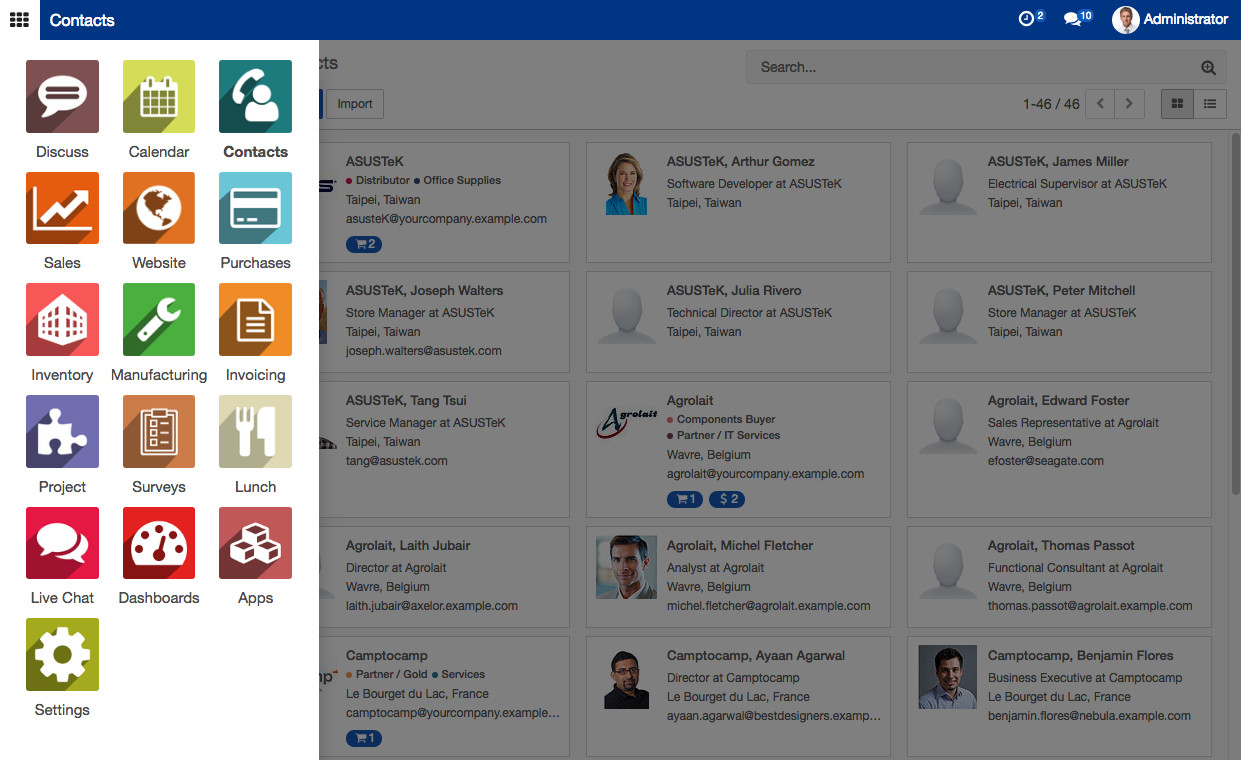 Contacts
2
10
Administrator
Discuss
Calendar
Contacts
Sales
Website
Purchases
Inventory
Manufacturing
Invoicing
Project
Surveys
Lunch
Live Chat
Dashboards
Apps
Settings
cts
Search...
Import
1-46 / 46
ASUSTeK
Distributor Office Supplies
Taipei, Taiwan
asusteK@yourcompany.example.com
2
ASUSTeK, Arthur Gomez
Software Developer at ASUSTeK
Taipei, Taiwan
ASUSTeK, James Miller
Electrical Supervisor at ASUSTeK
Taipei, Taiwan
ASUSTeK, Joseph Walters
Store Manager at ASUSTeK
Taipei, Taiwan
joseph.walters@asustek.com
ASUSTeK, Julia Rivero
Technical Director at ASUSTeK
Taipei, Taiwan
ASUSTeK, Peter Mitchell
Store Manager at ASUSTeK
Taipei, Taiwan
ASUSTeK, Tang Tsui
Service Manager at ASUSTeK
Taipei, Taiwan
tang@asustek.com
Agrolait
Agrolait
Components Buyer
Partner / IT Services
Wavre, Belgium
agrolait@yourcompany.example.com
1 $ 2
Agrolait, Edward Foster
Sales Representative at Agrolait
Wavre, Belgium
efoster@seagate.com
Agrolait, Laith Jubair
Director at Agrolait
Wavre, Belgium
laith.jubair@axelor.example.com
Agrolait, Michel Fletcher
Analyst at Agrolait
Wavre, Belgium
michel.fletcher@agrolait.example.com
Agrolait, Thomas Passot
Functional Consultant at Agrolait
Wavre, Belgium
thomas.passot@agrolait.example.com
mp
Camptocamp
Partner / Gold Services
Le Bourget du Lac, France
camptocamp@yourcompany.example...
1
Camptocamp, Ayaan Agarwal
Director at Camptocamp
Le Bourget du Lac, France
ayaan.agarwal@bestdesigners.examp...
Camptocamp, Benjamin Flores
Business Executive at Camptocamp
Le Bourget du Lac, France
benjamin.flores@nebula.example.com